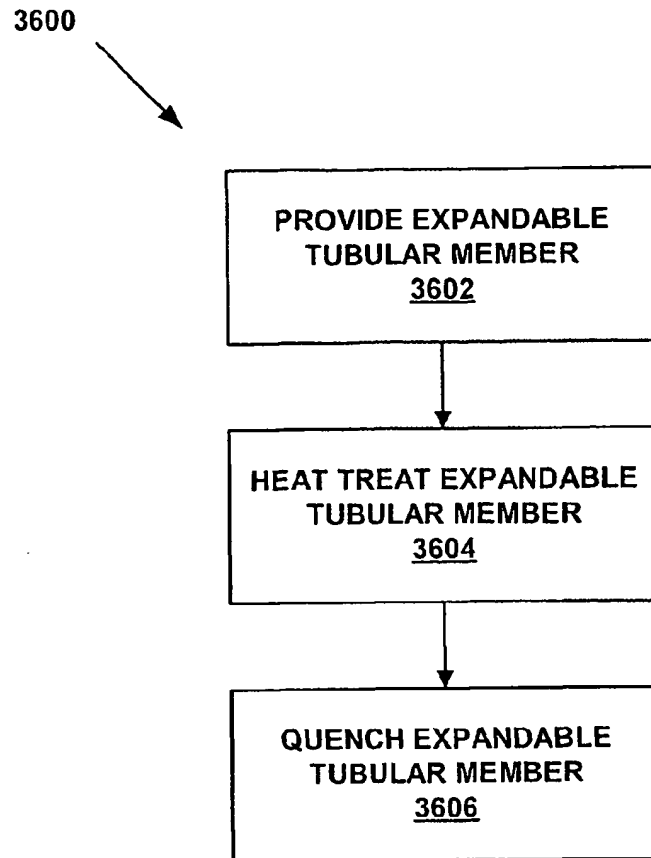 3600
PROVIDE EXPANDABLE
TUBULAR MEMBER
3602
HEAT TREAT EXPANDABLE
TUBULAR MEMBER
3604
QUENCH EXPANDABLE
TUBULAR MEMBER
3606